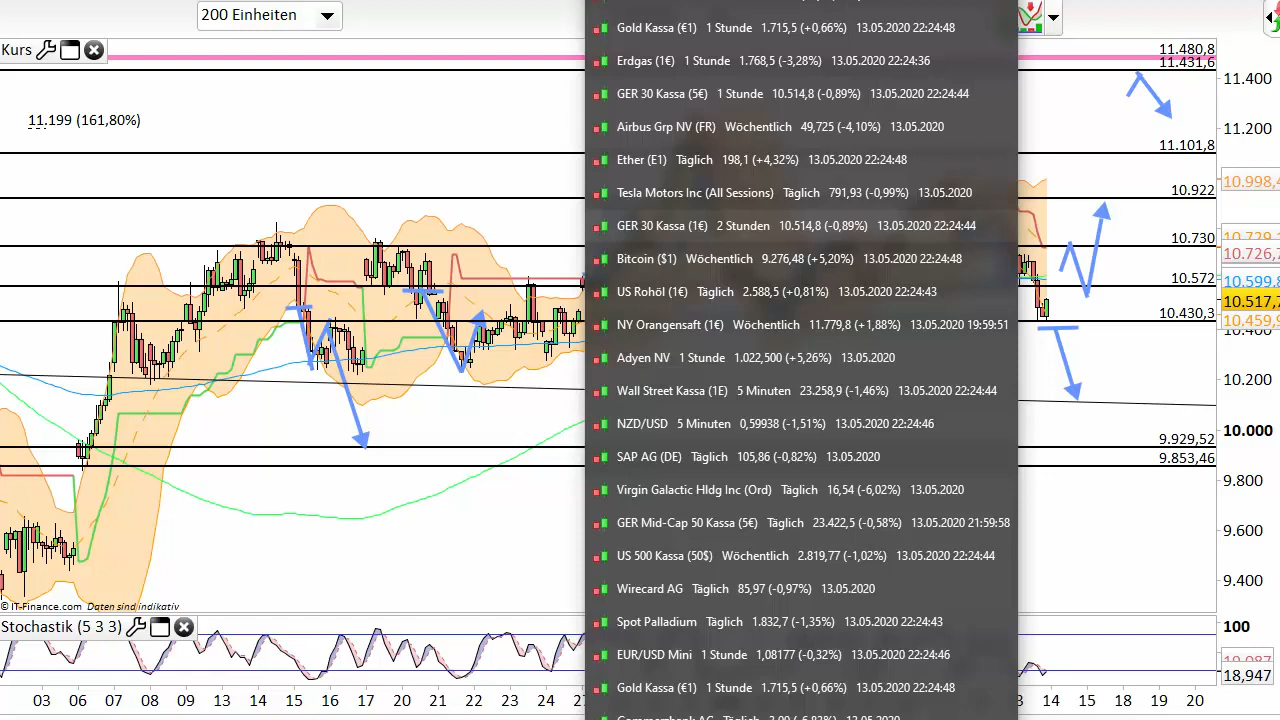 200 Einheiten
Kurs
11.199 (161,80%)
Gold Kassa (€1) 1 Stunde 1.715,5 (+0,66%) 13.05.2020 22:24:48
Erdgas (1€) 1 Stunde 1.768,5 (-3,28%) 13.05.2020 22:24:36
GER 30 Kassa (5€) 1 Stunde 10.514,8 (-0,89%) 13.05.2020 22:24:44
Airbus Grp NV (FR) Wöchentlich 49,725 (-4,10%) 13.05.2020
Ether (E1) Täglich 198,1 (+4,32%) 13.05.2020 22:24:48
Tesla Motors Inc (All Sessions) Täglich 791,93 (-0,99%) 13.05.2020
GER 30 Kassa (1€) 2 Stunden 10.514,8 (-0,89%) 13.05.2020 22:24:44
Bitcoin ($1) Wöchentlich 9.276,48 (+5,20%) 13.05.2020 22:24:48
US Rohöl (1€) Täglich 2.588,5 (+0,81%) 13.05.2020 22:24:43
NY Orangensaft (1€) Wöchentlich 11.779,8 (+1,88%) 13.05.2020 19:59:51
Adyen NV 1 Stunde 1.022,500 (+5,26%) 13.05.2020
Wall Street Kassa (1E) 5 Minuten 23.258,9 (-1,46%) 13.05.2020 22:24:44
NZD/USD 5 Minuten 0,59938 (-1,51%) 13.05.2020 22:24:46
SAP AG (DE) Täglich 105,86 (-0,82%) 13.05.2020
Virgin Galactic Hldg Inc (Ord) Täglich 16,54 (-6,02%) 13.05.2020
GER Mid-Cap 50 Kassa (5€) Täglich 23.422,5 (-0,58%) 13.05.2020 21:59:58
US 500 Kassa (50$) Wöchentlich 2.819,77 (-1,02%) 13.05.2020 22:24:44
Wirecard AG Täglich 85,97 (-0,97%) 13.05.2020
Spot Palladium Täglich 1.832,7 (-1,35%) 13.05.2020 22:24:43
EUR/USD Mini 1 Stunde 1,08177 (-0,32%) 13.05.2020 22:24:46
Gold Kassa (€1) 1 Stunde 1.715,5 (+0,66%) 13.05.2020 22:24:48
11.480,8
11.431,6
11.101,8
10.922
10.730
10.572
10.430,3
9.929,52
9.853,46
11.400
11.200
10.998,
10.726,
10.599,
10.517,
10.459,
10.200
10.000
9.800
9.600
9.400
© IT-Finance.com Daten sind indikativ
Stochastik (5 3 3)
100
18,947
03 06 07 08 09 10 13 14 15 16 17 20 21 22 23 24
14 15 18 19 20